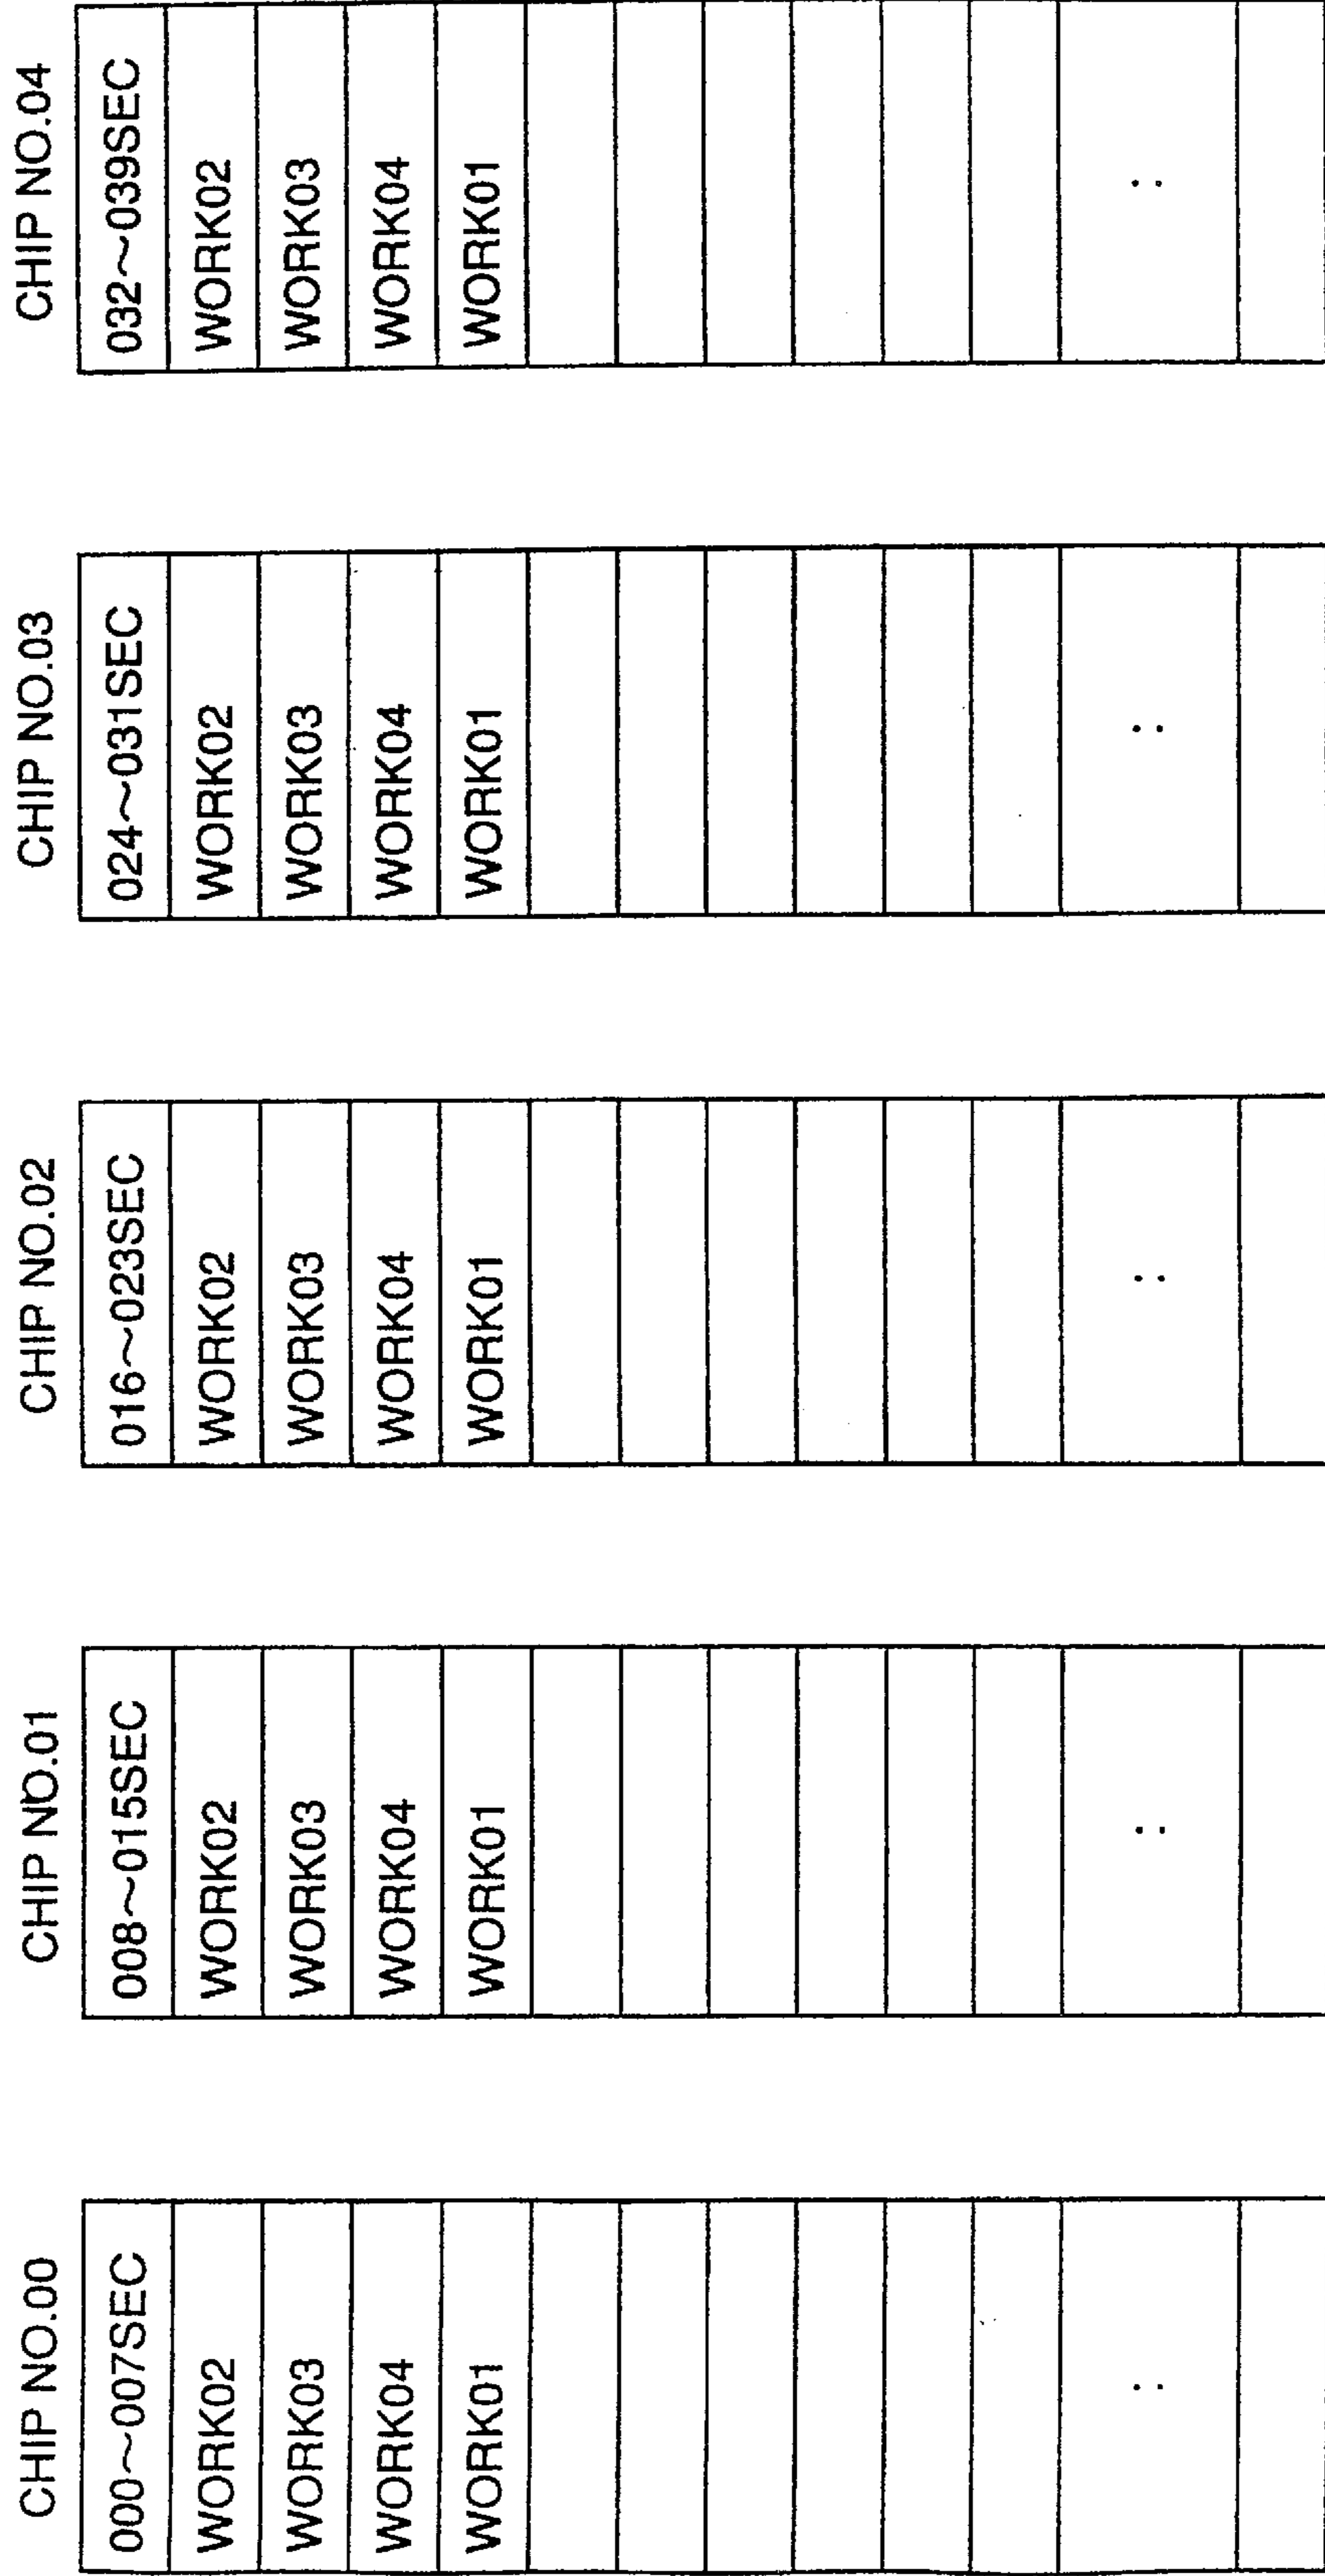 CHIP NO.00
000~007SEC
WORK02
WORK03
WORK04
WORK01
CHIP NO.01
008~015SEC
WORK02
WORK03
WORK04
WORK01
CHIP NO.02
016~023SEC
WORK02
WORK03
WORK04
WORK01
CHIP NO.03
024~031SEC
WORK02
WORK03
WORK04
WORK01
CHIP NO.04
032~039SEC
WORK02
WORK03
WORK04
WORK01